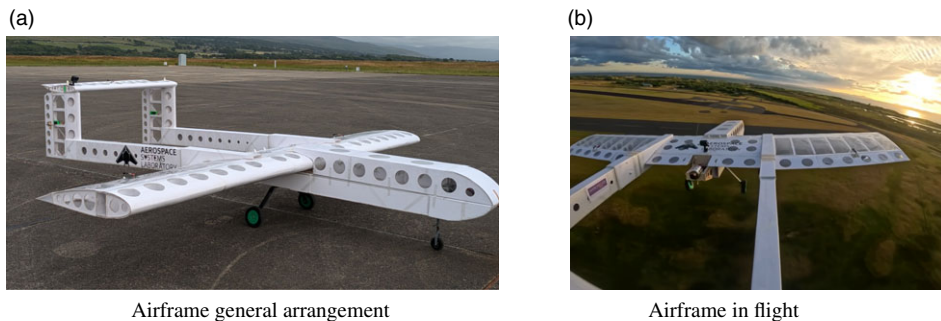 (a)
(b)
AEROSPACE
SYSTEMS
LABORATORY
Airframe general arrangement
Airframe in flight